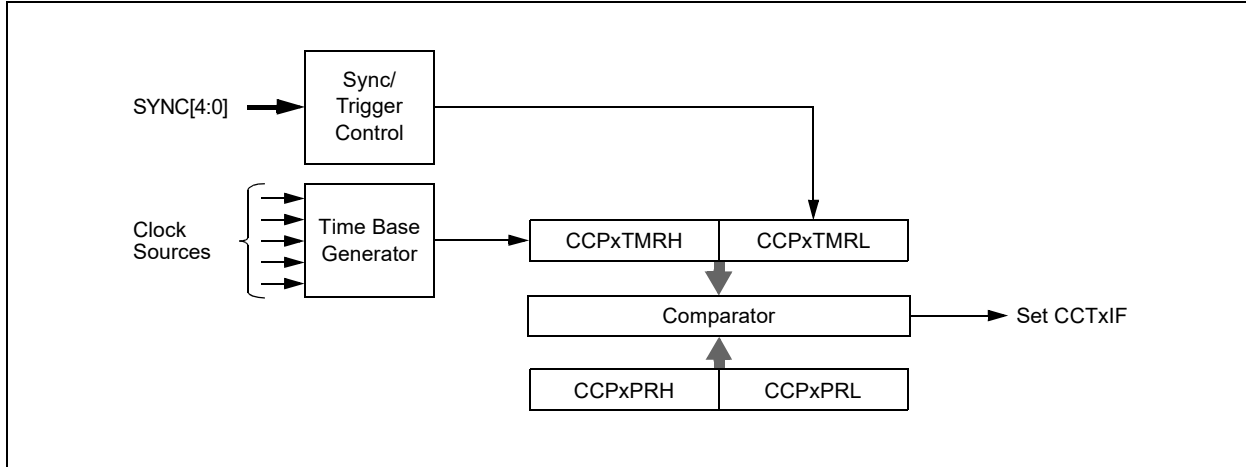 Sync/
Trigger
Control
SYNC[4:0]
Clock
Sources
Time Base
Generator
CCPxTMRH
CCPxTMRL
Comparator
Set CCTxIF
CCPxPRH
CCPxPRL